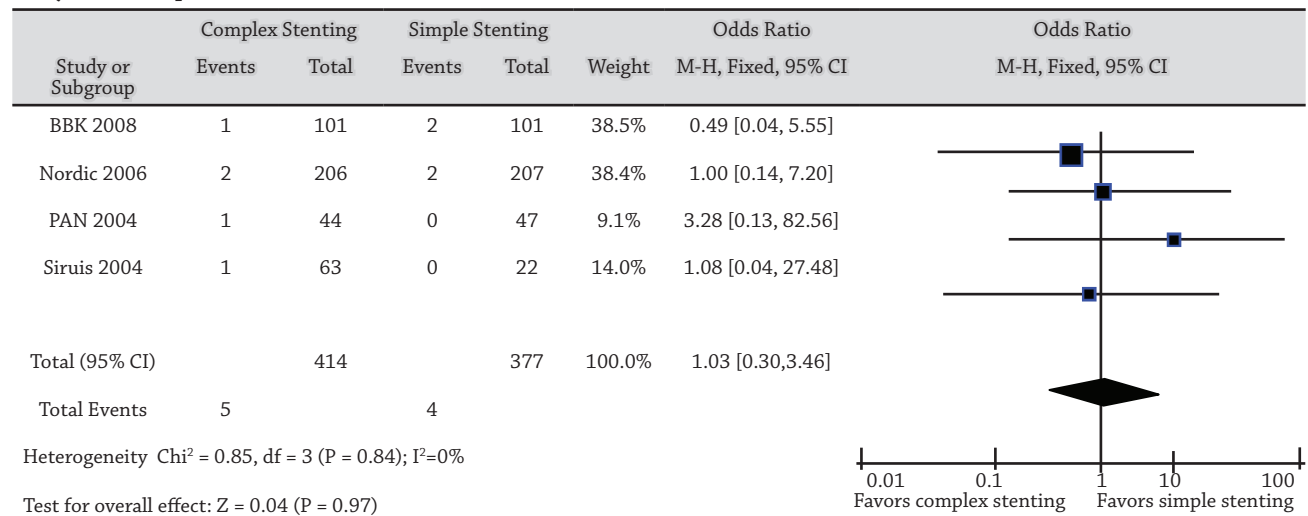 Complex Stenting Simple Stenting Odds Ratio Odds Ratio
Study or Subgroup Events Total Events Total Weight M-H, Fixed, 95% CI M-H, Fixed, 95% CI
BBK 2008 1 101 2 101 38.5% 0.49 [0.04, 5.55]
Nordic 2006 2 206 2 207 38.4% 1.00 [0.14, 7.20]
PAN 2004 1 44 0 47 9.1% 3.28 [0.13, 82.56]
Siruis 2004 1 63 0 22 14.0% 1.08 [0.04, 27.48]
Total (95% CI) 414 377 100.0% 1.03 [0.30,3.46]
Total Events 5 4
Heterogeneity Chi² = 0.85, df = 3 (P = 0.84); I²=0%
Test for overall effect: Z = 0.04 (P = 0.97)
0.01 0.1 1 10 100
Favors complex stenting Favors simple stenting